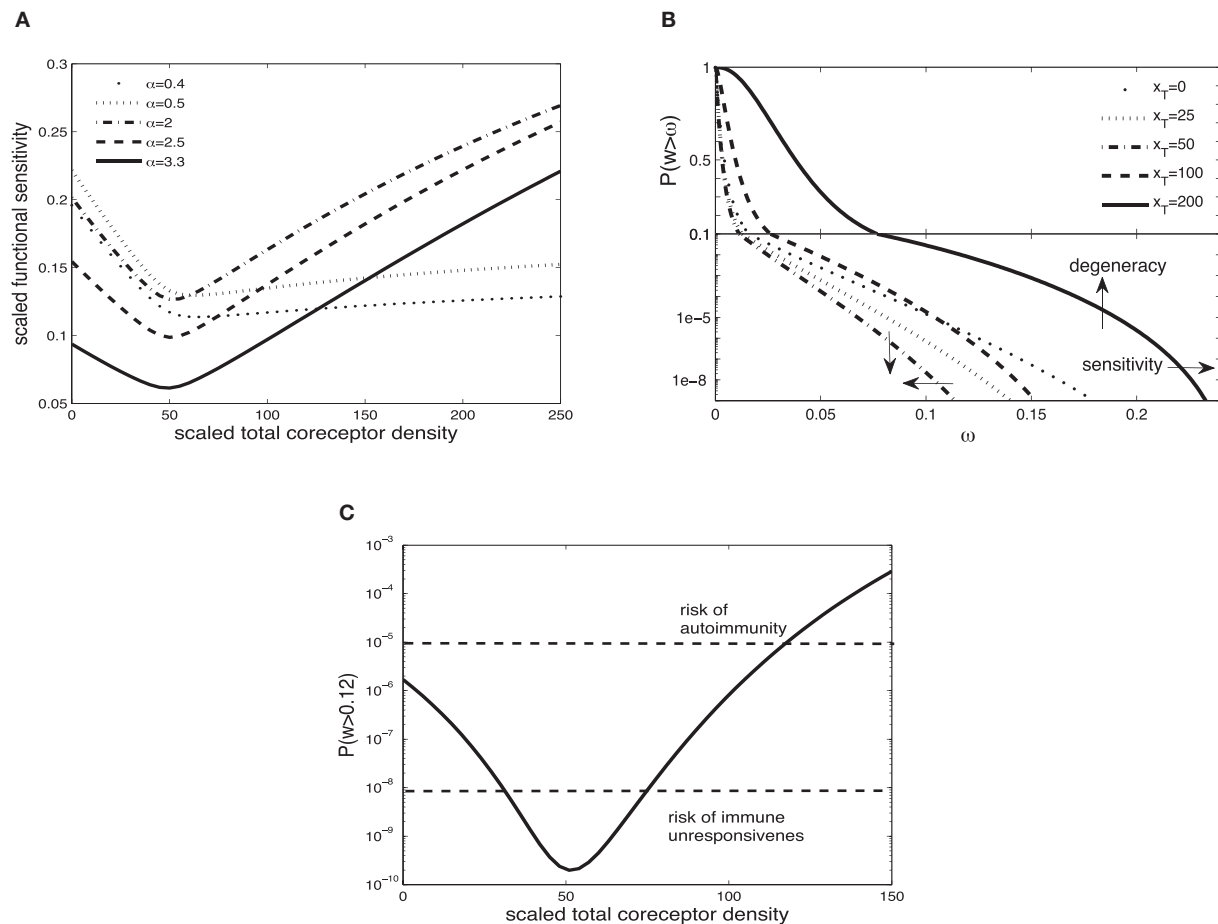 A
0.3
0.25
0.2
0.15
0.1
0.05
scaled functional sensitivity
α=0.4
α=0.5
α=2
α=2.5
α=3.3
0 50 100 150 200 250
scaled total coreceptor density
B
1
0.5
0.1
1e-5
1e-8
P(w>ω)
x_T=0
x_T=25
x_T=50
x_T=100
x_T=200
degeneracy
sensitivity
0 0.05 0.1 0.15 0.2
ω
C
10⁻³
10⁻⁴
10⁻⁵
10⁻⁶
10⁻⁷
10⁻⁸
10⁻⁹
10⁻¹⁰
P(w>0.12)
risk of
autoimmunity
risk of immune
unresponsivenes
0 50 100 150
scaled total coreceptor density